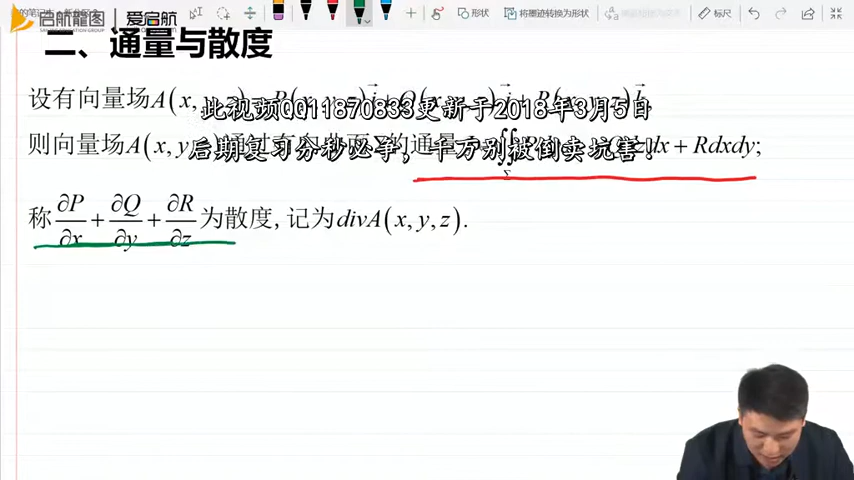 启航龍图 爱启航
形状 将墨迹转换为形状 标尺
二、通量与散度
设有向量场A(x,
此视频QQ11870833更新于2018年3月5日
则向量场A(x, y 的通量 dx + Rdxdy;
后期复习分秒必争，千万别被倒卖坑害！
称 ∂P/∂x + ∂Q/∂y + ∂R/∂z 为散度, 记为divA(x, y, z).